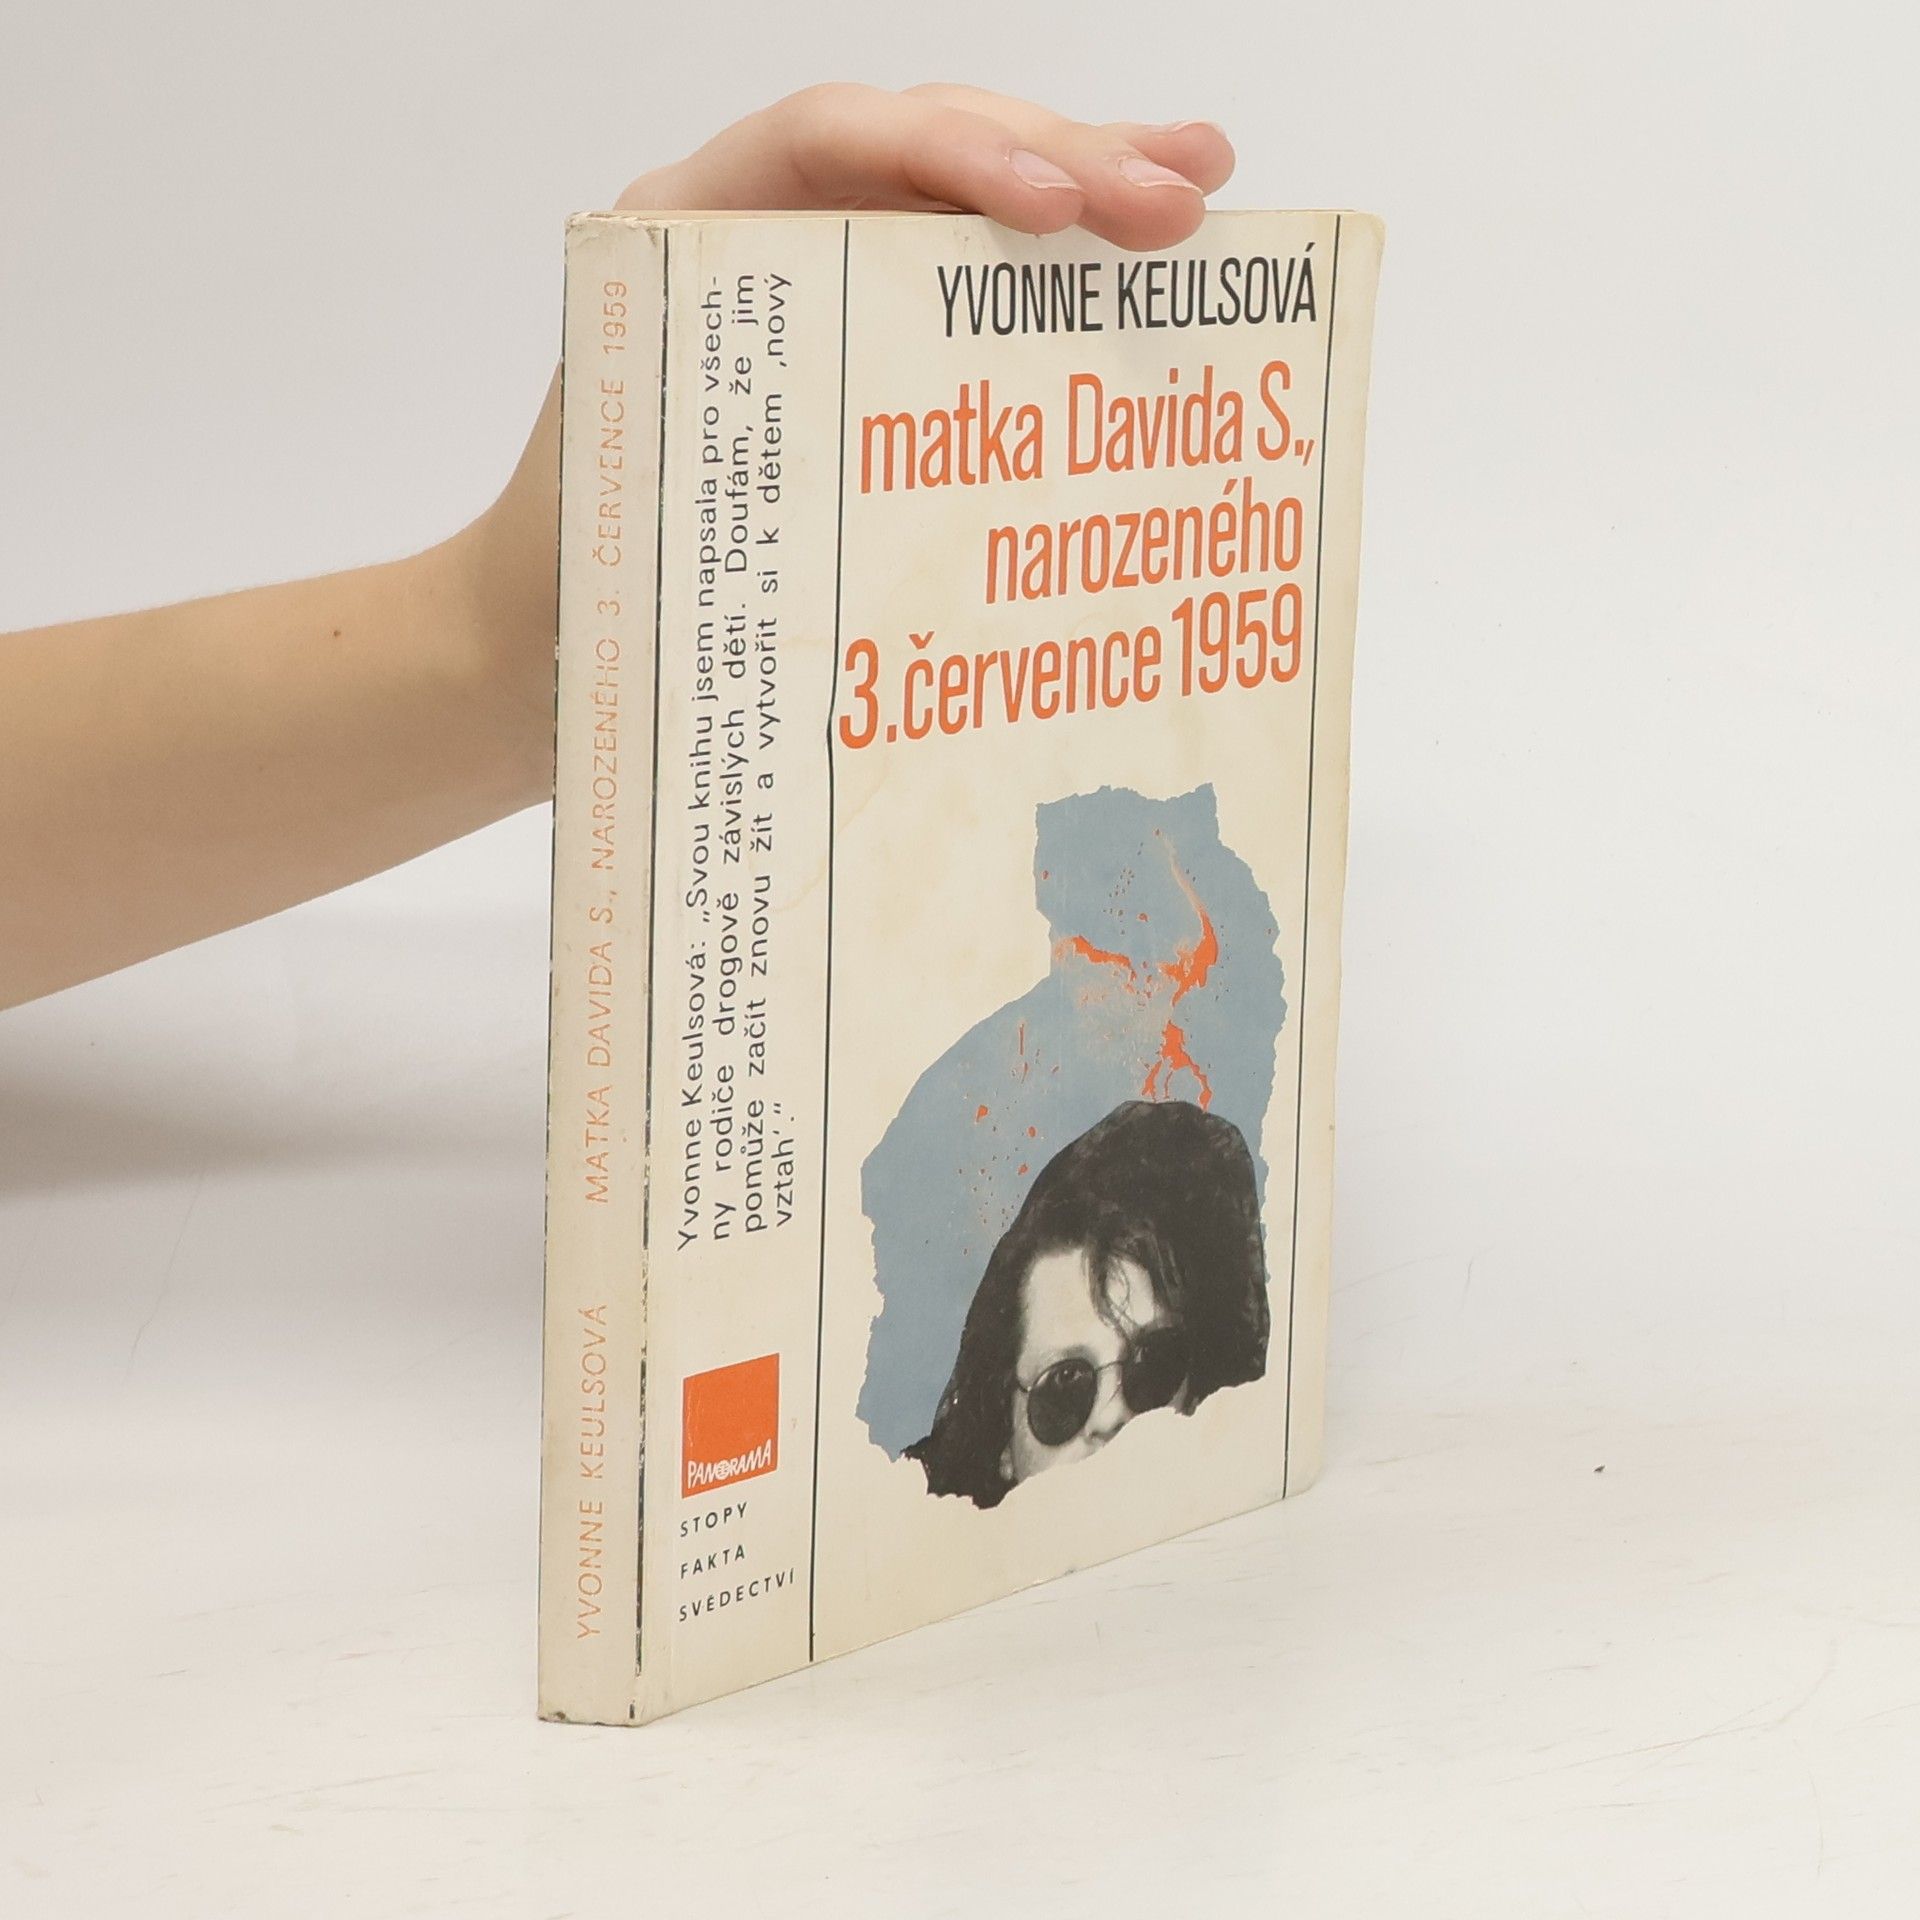 YVONNE KEULSOVÁ
matka Davida S.,
narozeného
3. července 1959
Yvonne Keulsová: „Svou knihu jsem napsala pro všech-
ny rodiče drogově závislých dětí. Doufám, že jim
pomůže začít znovu žít a vytvořit si k dětem ‚nový
vztah‘.“
PANORAMA
STOPY
FAKTA
SVĚDECTVÍ
YVONNE KEULSOVÁ MATKA DAVIDA S., NAROZENÉHO 3. ČERVENCE 1959